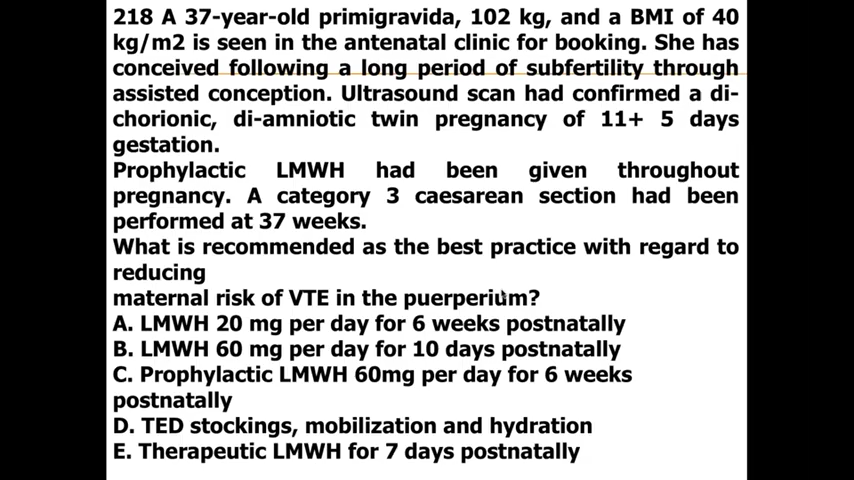 218 A 37-year-old primigravida, 102 kg, and a BMI of 40
kg/m2 is seen in the antenatal clinic for booking. She has
conceived following a long period of subfertility through
assisted conception. Ultrasound scan had confirmed a di-
chorionic, di-amniotic twin pregnancy of 11+ 5 days
gestation.
Prophylactic LMWH had been given throughout
pregnancy. A category 3 caesarean section had been
performed at 37 weeks.
What is recommended as the best practice with regard to
reducing
maternal risk of VTE in the puerperium?
A. LMWH 20 mg per day for 6 weeks postnatally
B. LMWH 60 mg per day for 10 days postnatally
C. Prophylactic LMWH 60mg per day for 6 weeks
postnatally
D. TED stockings, mobilization and hydration
E. Therapeutic LMWH for 7 days postnatally